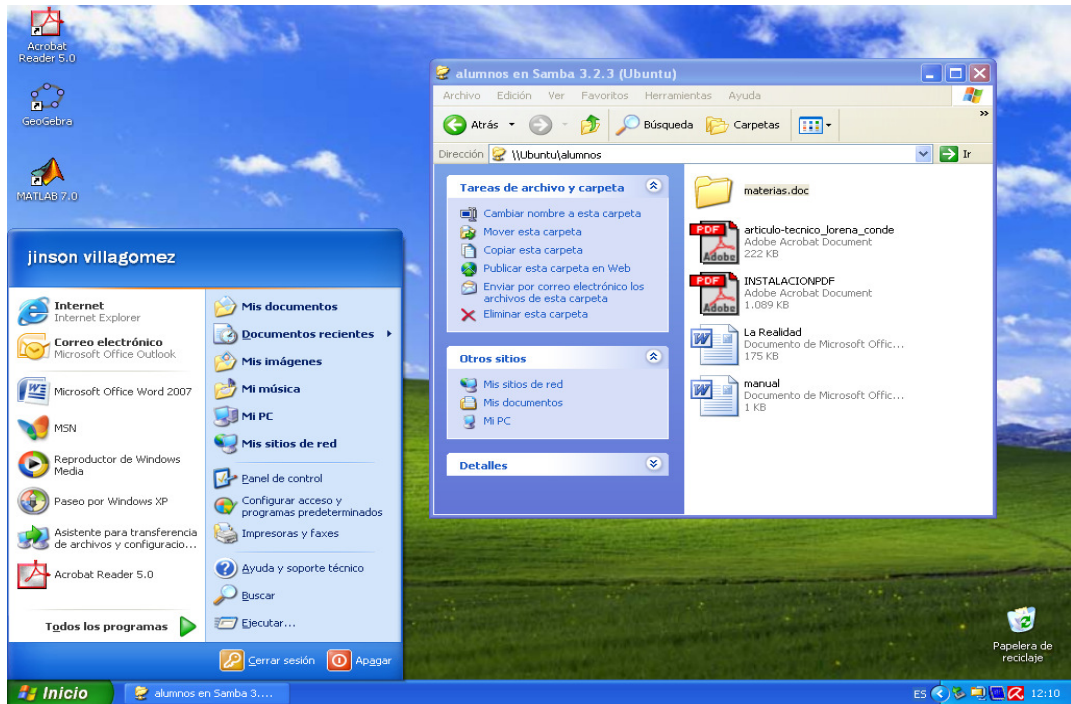 Acrobat
Reader 5.0
GeoGebra
MATLAB 7.0
alumnos en Samba 3.2.3 (Ubuntu)
Archivo Edición Ver Favoritos Herramientas Ayuda
Atrás Búsqueda Carpetas
Dirección \\Ubuntu\alumnos Ir
Tareas de archivo y carpeta
Cambiar nombre a esta carpeta
Mover esta carpeta
Copiar esta carpeta
Publicar esta carpeta en Web
Enviar por correo electrónico los
archivos de esta carpeta
Eliminar esta carpeta
Otros sitios
Mis sitios de red
Mis documentos
Mi PC
Detalles
materias.doc
PDF
Adobe
articulo-tecnico_lorena_conde
Adobe Acrobat Document
222 KB
PDF
Adobe
INSTALACIONPDF
Adobe Acrobat Document
1.089 KB
La Realidad
Documento de Microsoft Offic...
175 KB
manual
Documento de Microsoft Offic...
1 KB
jinson villagomez
Internet
Internet Explorer
Correo electrónico
Microsoft Office Outlook
Microsoft Office Word 2007
MSN
Reproductor de Windows
Media
Paseo por Windows XP
Asistente para transferencia
de archivos y configuracio...
Acrobat Reader 5.0
Todos los programas
Mis documentos
Documentos recientes
Mis imágenes
Mi música
Mi PC
Mis sitios de red
Panel de control
Configurar acceso y
programas predeterminados
Impresoras y faxes
Ayuda y soporte técnico
Buscar
Ejecutar...
Cerrar sesión Apagar
Papelera de
reciclaje
Inicio alumnos en Samba 3.... ES 12:10